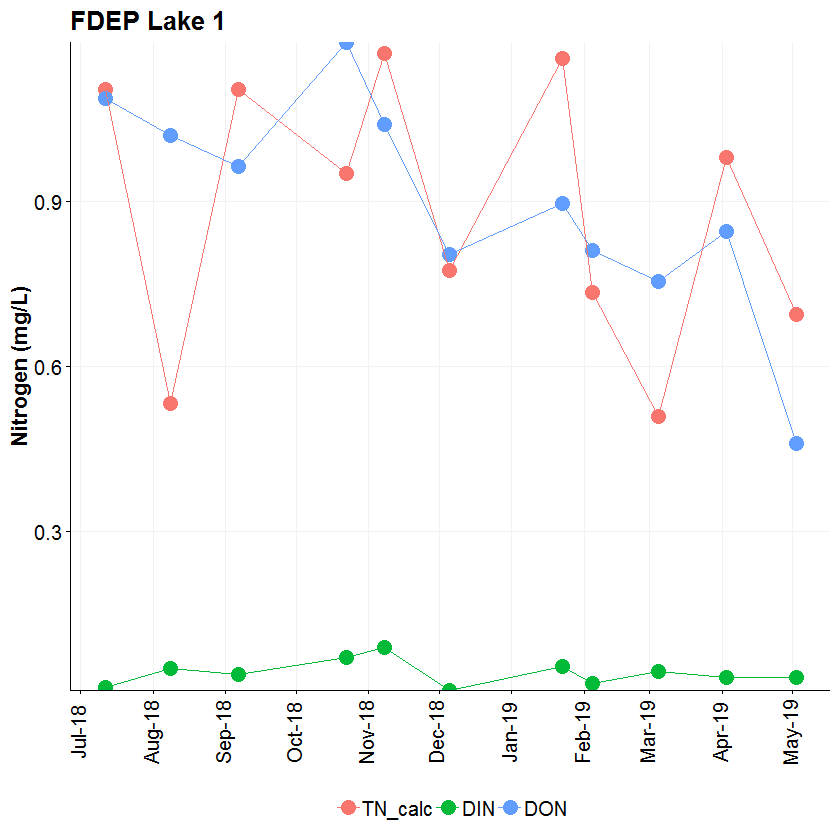 FDEP Lake 1
Nitrogen (mg/L)
0.9
0.6
0.3
Jul-18 Aug-18 Sep-18 Oct-18 Nov-18 Dec-18 Jan-19 Feb-19 Mar-19 Apr-19 May-19
TN_calc DIN DON